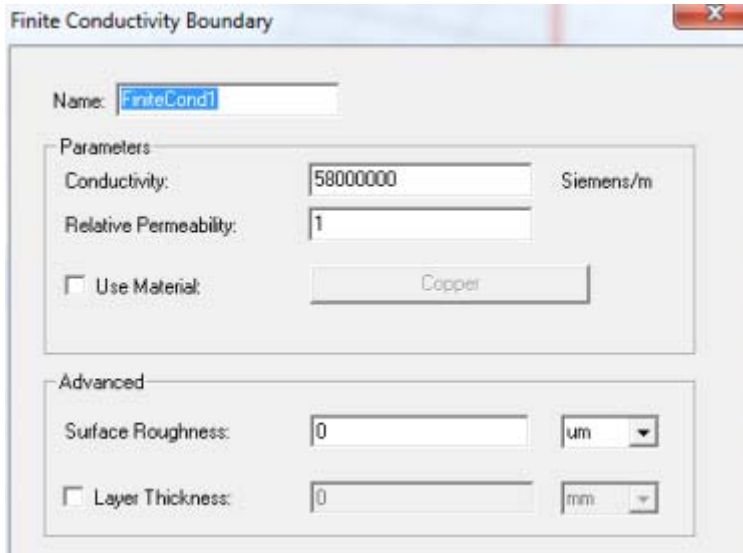 Finite Conductivity Boundary
Name: FiniteCond1
Parameters
Conductivity: 58000000 Siemens/m
Relative Permeability: 1
Use Material: Copper
Advanced
Surface Roughness: 0 um
Layer Thickness: 0 mm